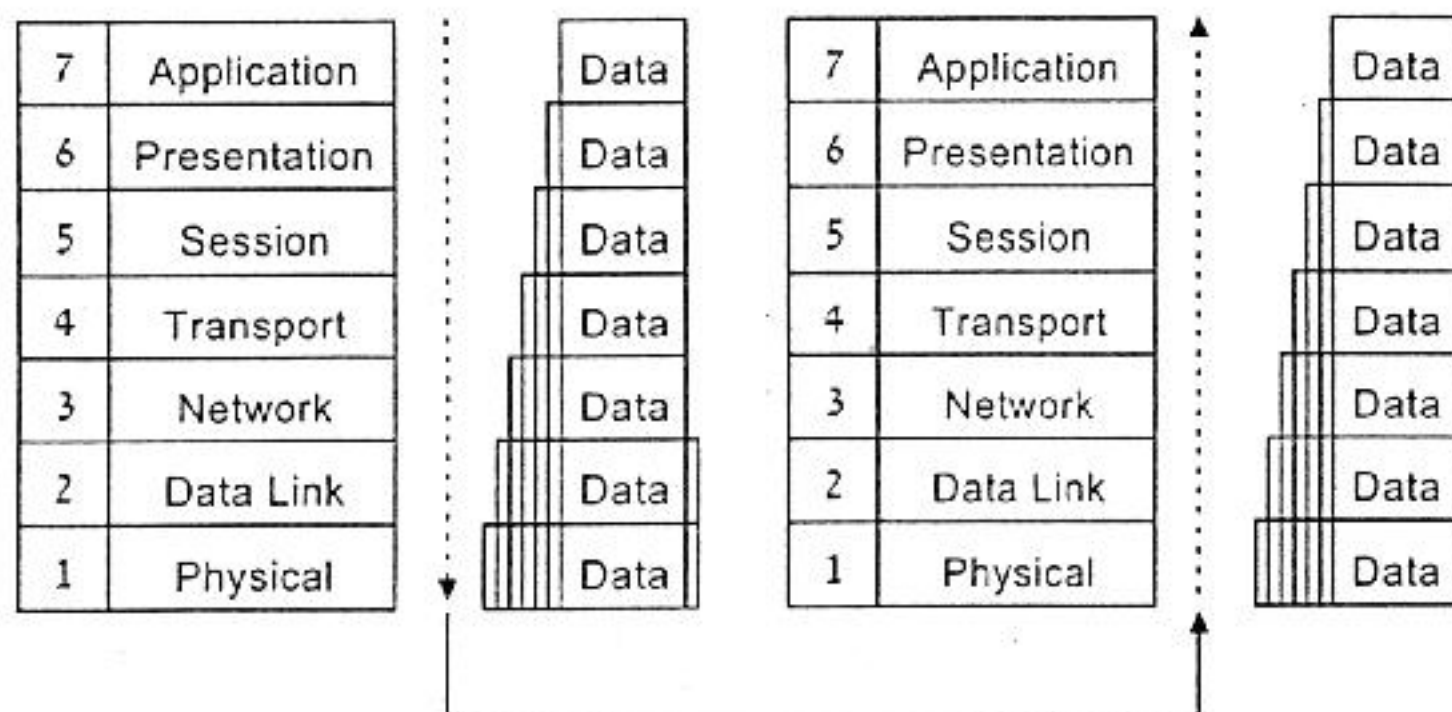 7 Application Data
6 Presentation Data
5 Session Data
4 Transport Data
3 Network Data
2 Data Link Data
1 Physical Data
7 Application Data
6 Presentation Data
5 Session Data
4 Transport Data
3 Network Data
2 Data Link Data
1 Physical Data